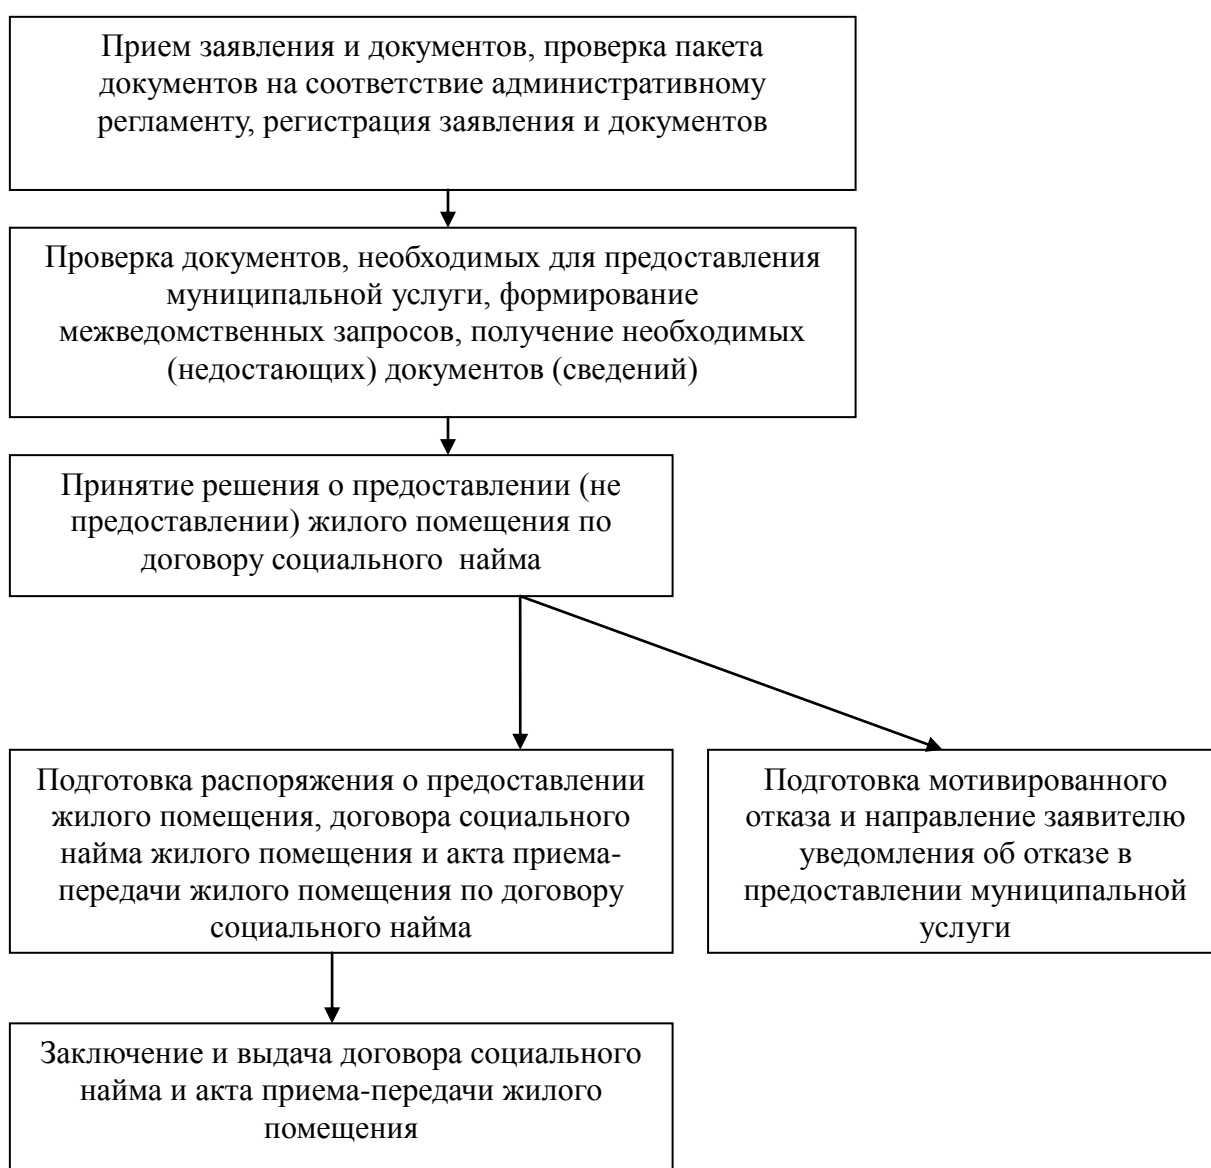 Прием заявления и документов, проверка пакета
документов на соответствие административному
регламенту, регистрация заявления и документов
Проверка документов, необходимых для предоставления
муниципальной услуги, формирование
межведомственных запросов, получение необходимых
(недостающих) документов (сведений)
Принятие решения о предоставлении (не
предоставлении) жилого помещения по
договору социального  найма
Подготовка распоряжения о предоставлении
жилого помещения, договора социального
найма жилого помещения и акта приема-
передачи жилого помещения по договору
социального найма
Подготовка мотивированного
отказа и направление заявителю
уведомления об отказе в
предоставлении муниципальной
услуги
Заключение и выдача договора социального
найма и акта приема-передачи жилого
помещения